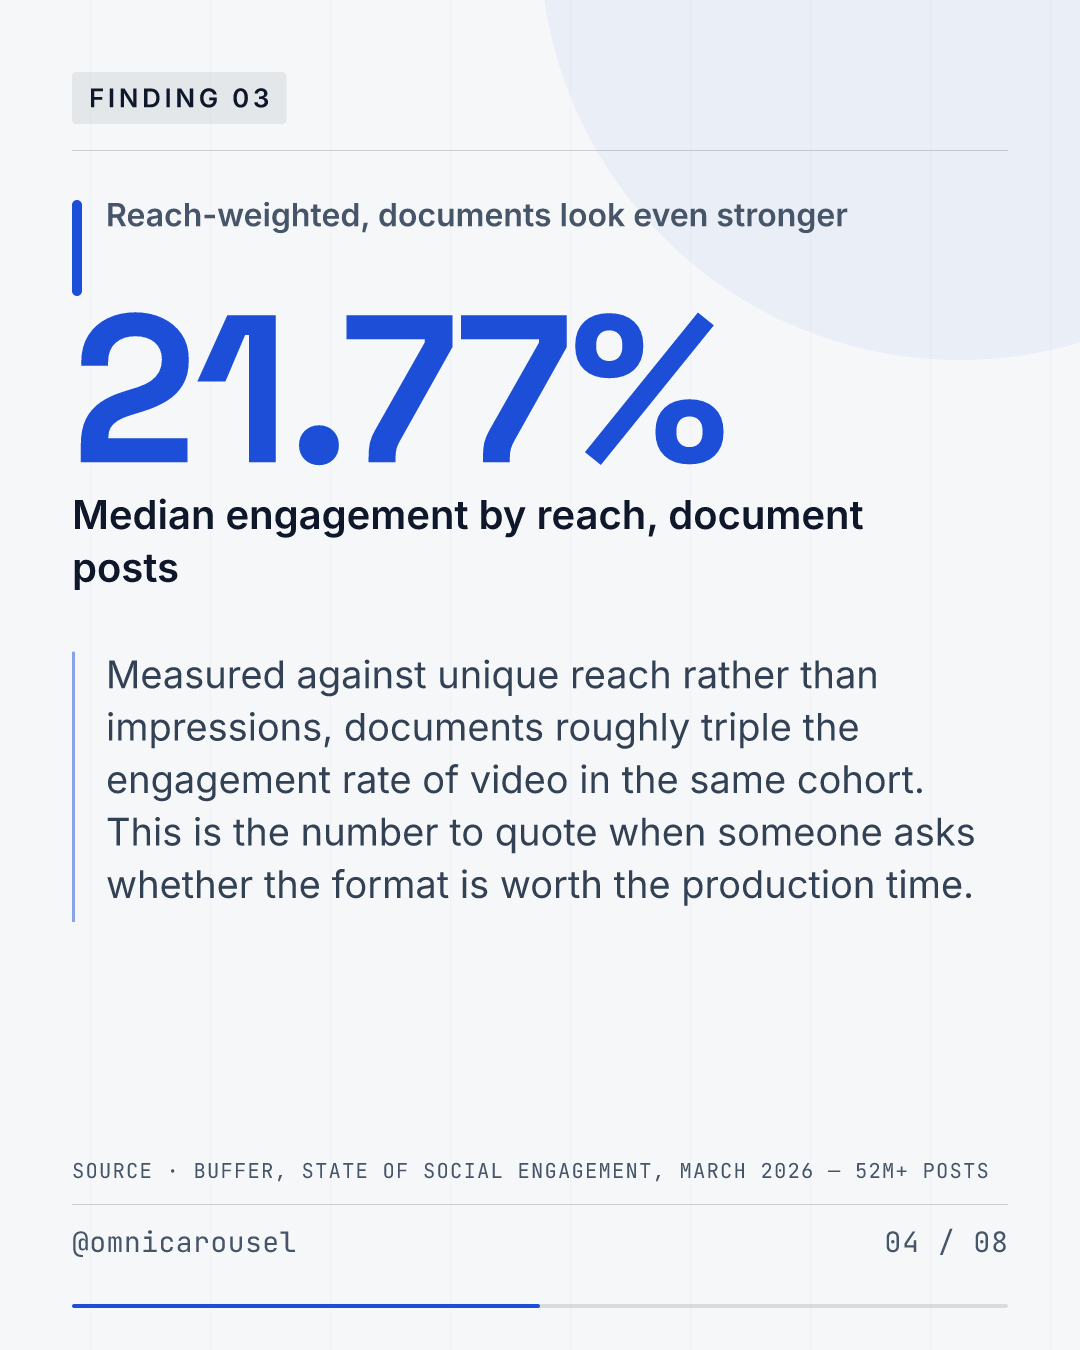 FINDING 03
Reach-weighted, documents look even stronger
21.77%
Median engagement by reach, document
posts
Measured against unique reach rather than
impressions, documents roughly triple the
engagement rate of video in the same cohort.
This is the number to quote when someone asks
whether the format is worth the production time.
SOURCE · BUFFER, STATE OF SOCIAL ENGAGEMENT, MARCH 2026 — 52M+ POSTS
@omnicarousel
04 / 08